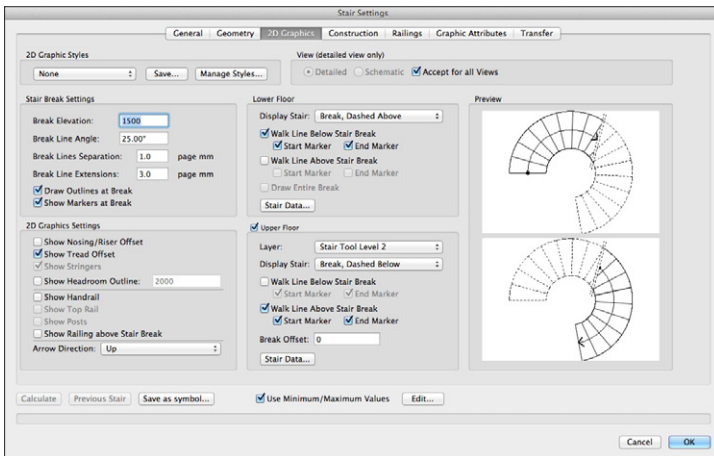 Stair Settings
General Geometry 2D Graphics Construction Railings Graphic Attributes Transfer
2D Graphic Styles
None Save... Manage Styles...
View (detailed view only)
Detailed Schematic Accept for all Views
Stair Break Settings
Break Elevation: 1500
Break Line Angle: 25.00°
Break Lines Separation: 1.0 page mm
Break Line Extensions: 3.0 page mm
Draw Outlines at Break
Show Markers at Break
2D Graphics Settings
Show Nosing/Riser Offset
Show Tread Offset
Show Stringers
Show Headroom Outline: 2000
Show Handrail
Show Top Rail
Show Posts
Show Railing above Stair Break
Arrow Direction: Up
Lower Floor
Display Stair: Break, Dashed Above
Walk Line Below Stair Break
Start Marker End Marker
Walk Line Above Stair Break
Start Marker End Marker
Draw Entire Break
Stair Data...
Upper Floor
Layer: Stair Tool Level 2
Display Stair: Break, Dashed Below
Walk Line Below Stair Break
Start Marker End Marker
Walk Line Above Stair Break
Start Marker End Marker
Break Offset: 0
Stair Data...
Preview
Calculate Previous Stair Save as symbol... Use Minimum/Maximum Values Edit...
Cancel OK